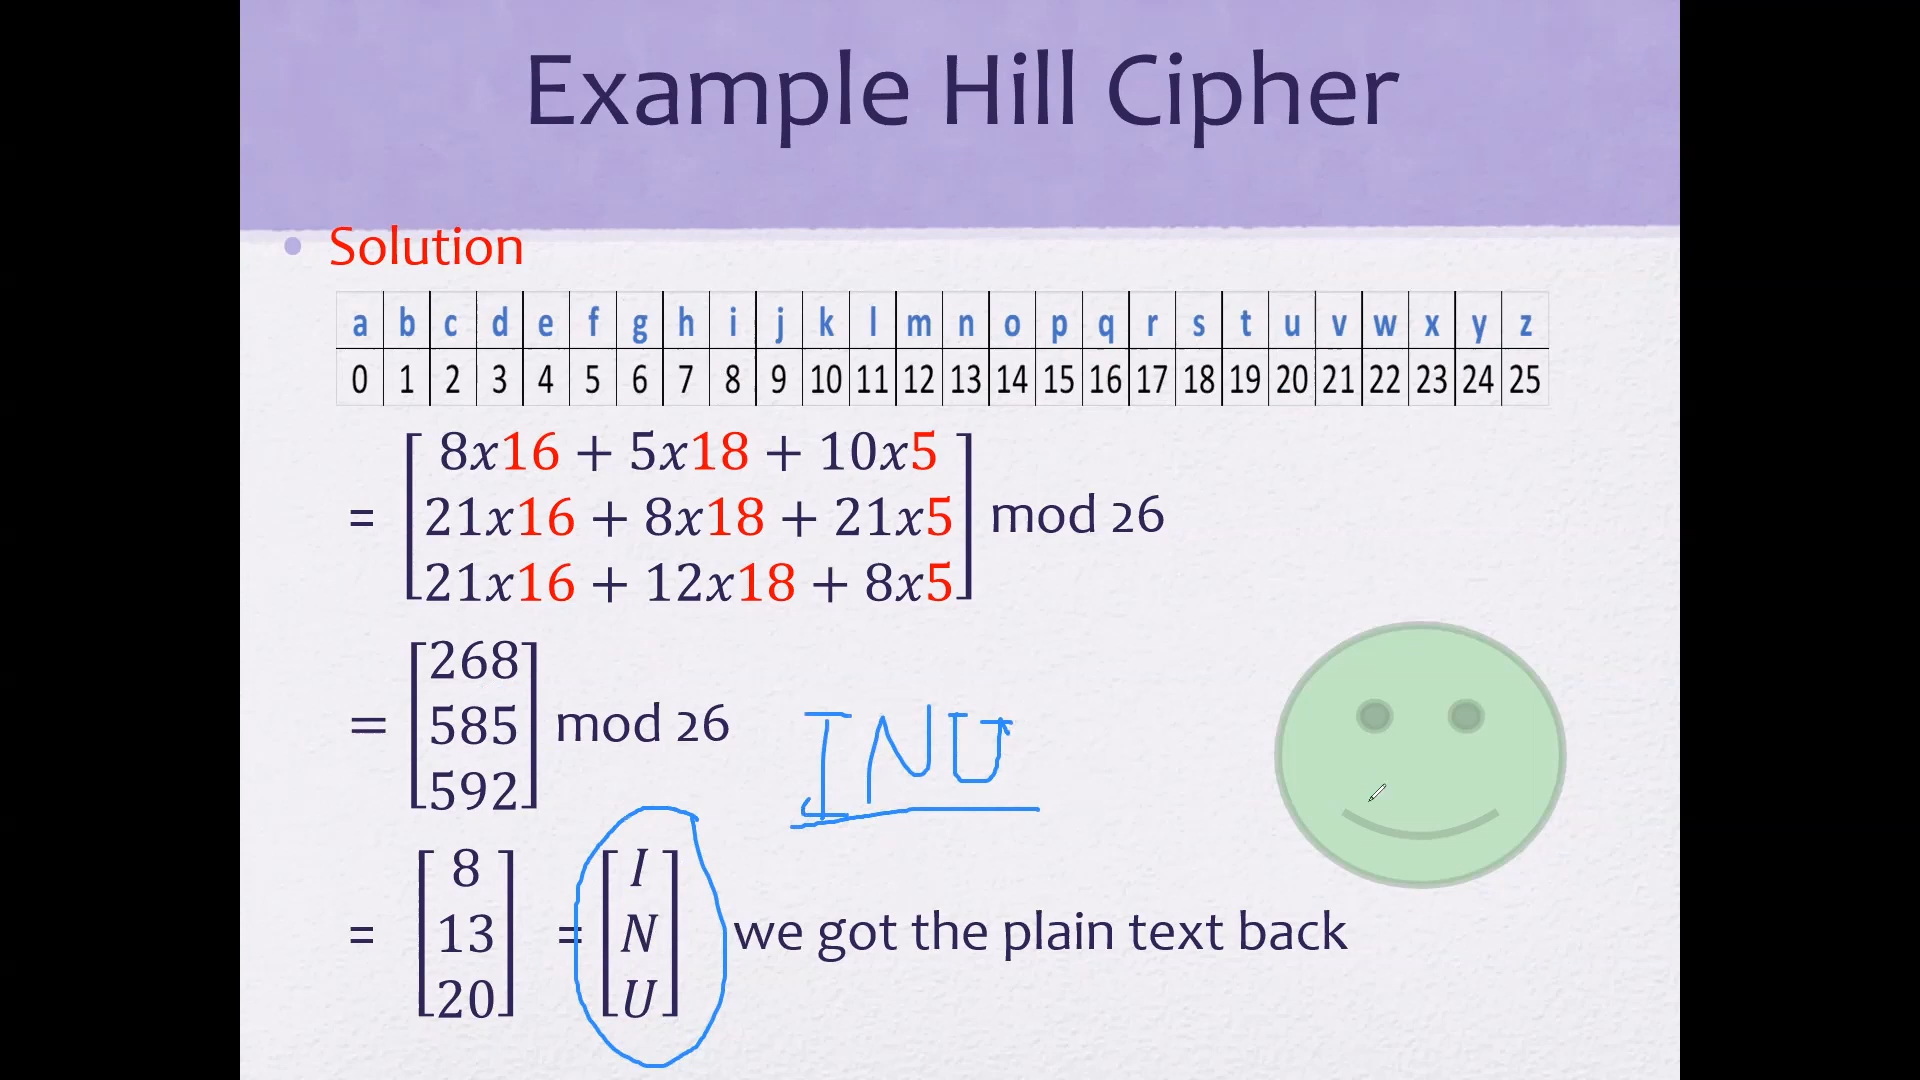 Example Hill Cipher
• Solution
a b c d e f g h i j k l m n o p q r s t u v w x y z
0 1 2 3 4 5 6 7 8 9 10 11 12 13 14 15 16 17 18 19 20 21 22 23 24 25
8x16 + 5x18 + 10x5
= 21x16 + 8x18 + 21x5 mod 26
21x16 + 12x18 + 8x5
268
= 585 mod 26
592
INU
8 I
= 13 = N we got the plain text back
20 U